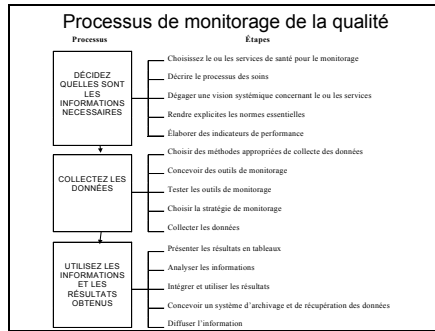 Processus de monitorage de la qualité
Processus
Étapes
DÉCIDEZ
QUELLES SONT
LES
INFORMATIONS
NECESSAIRES
Choisissez le ou les services de santé pour le monitorage
Décrire le processus des soins
Dégager une vision systémique concernant le ou les services
Rendre explicites les normes essentielles
Élaborer des indicateurs de performance
COLLECTEZ LES
DONNÉES
Choisir des méthodes appropriées de collecte des données
Concevoir des outils de monitorage
Tester les outils de monitorage
Choisir la stratégie de monitorage
Collecter les données
UTILISEZ LES
INFORMATIONS
ET LES
RÉSULTATS
OBTENUS
Présenter les résultats en tableaux
Analyser les informations
Intégrer et utiliser les résultats
Concevoir un système d'archivage et de récupération des données
Diffuser l'information